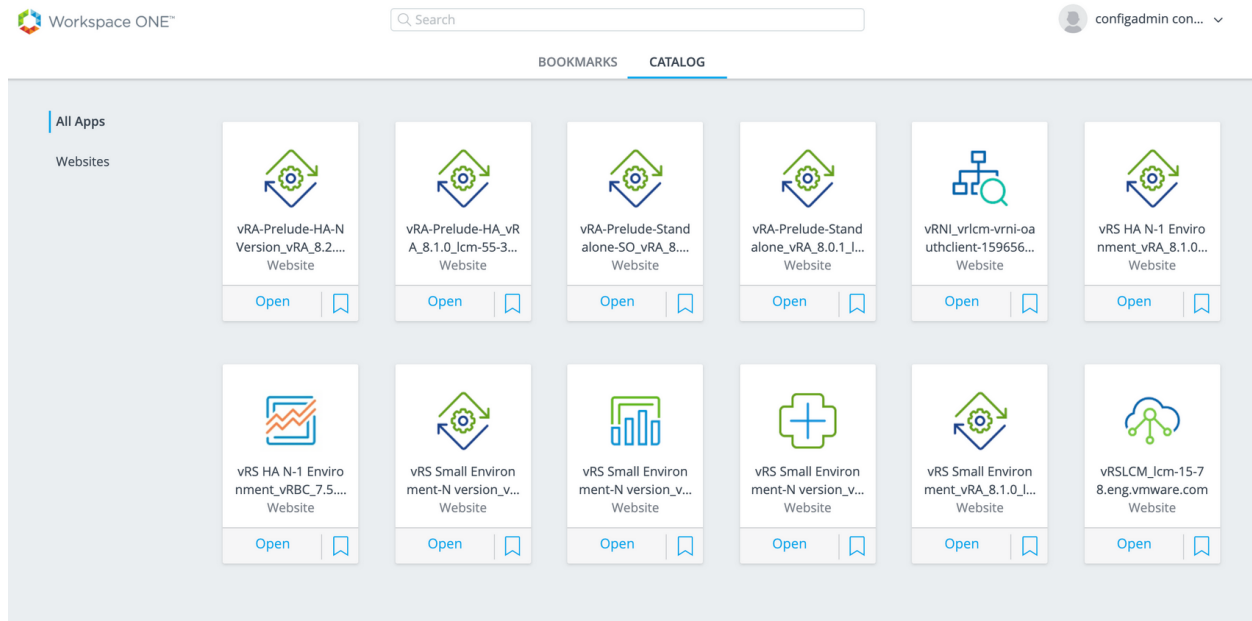 Workspace ONE™
Search
configadmin con...
BOOKMARKS
CATALOG
All Apps
Websites
vRA-Prelude-HA-N
Version_vRA_8.2....
Website
Open
vRA-Prelude-HA_vR
A_8.1.0_lcm-55-3...
Website
Open
vRA-Prelude-Stand
alone-SO_vRA_8....
Website
Open
vRA-Prelude-Stand
alone_vRA_8.0.1_l...
Website
Open
vRNI_vrlcm-vrni-oa
uthclient-159656...
Website
Open
vRS HA N-1 Enviro
nment_vRA_8.1.0...
Website
Open
vRS HA N-1 Enviro
nment_vRBC_7.5....
Website
Open
vRS Small Environ
ment-N version_v...
Website
Open
vRS Small Environ
ment-N version_v...
Website
Open
vRS Small Environ
ment-N version_v...
Website
Open
vRS Small Environ
ment_vRA_8.1.0_l...
Website
Open
vRSLCM_lcm-15-7
8.eng.vmware.com
Website
Open